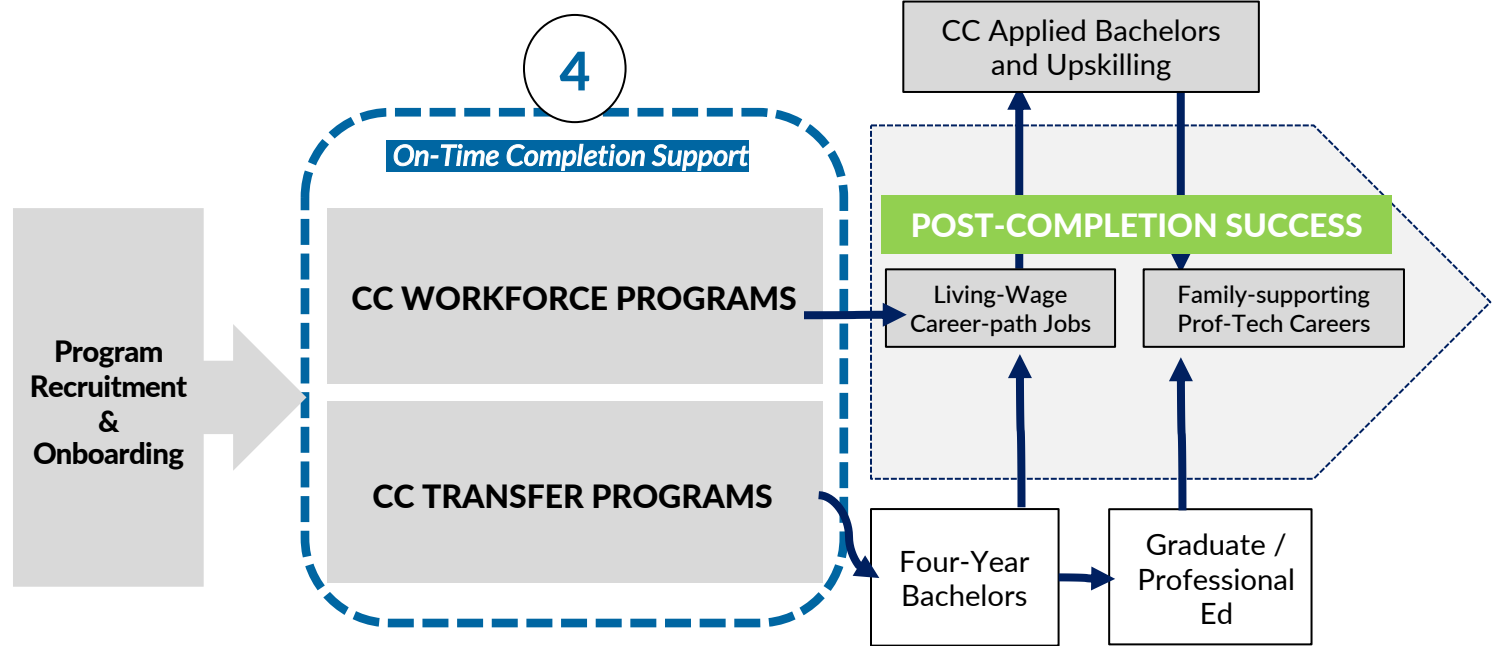 4
On-Time Completion Support
Program
Recruitment
&
Onboarding
CC WORKFORCE PROGRAMS
CC TRANSFER PROGRAMS
CC Applied Bachelors
and Upskilling
POST-COMPLETION SUCCESS
Living-Wage
Career-path Jobs
Family-supporting
Prof-Tech Careers
Four-Year
Bachelors
Graduate /
Professional
Ed